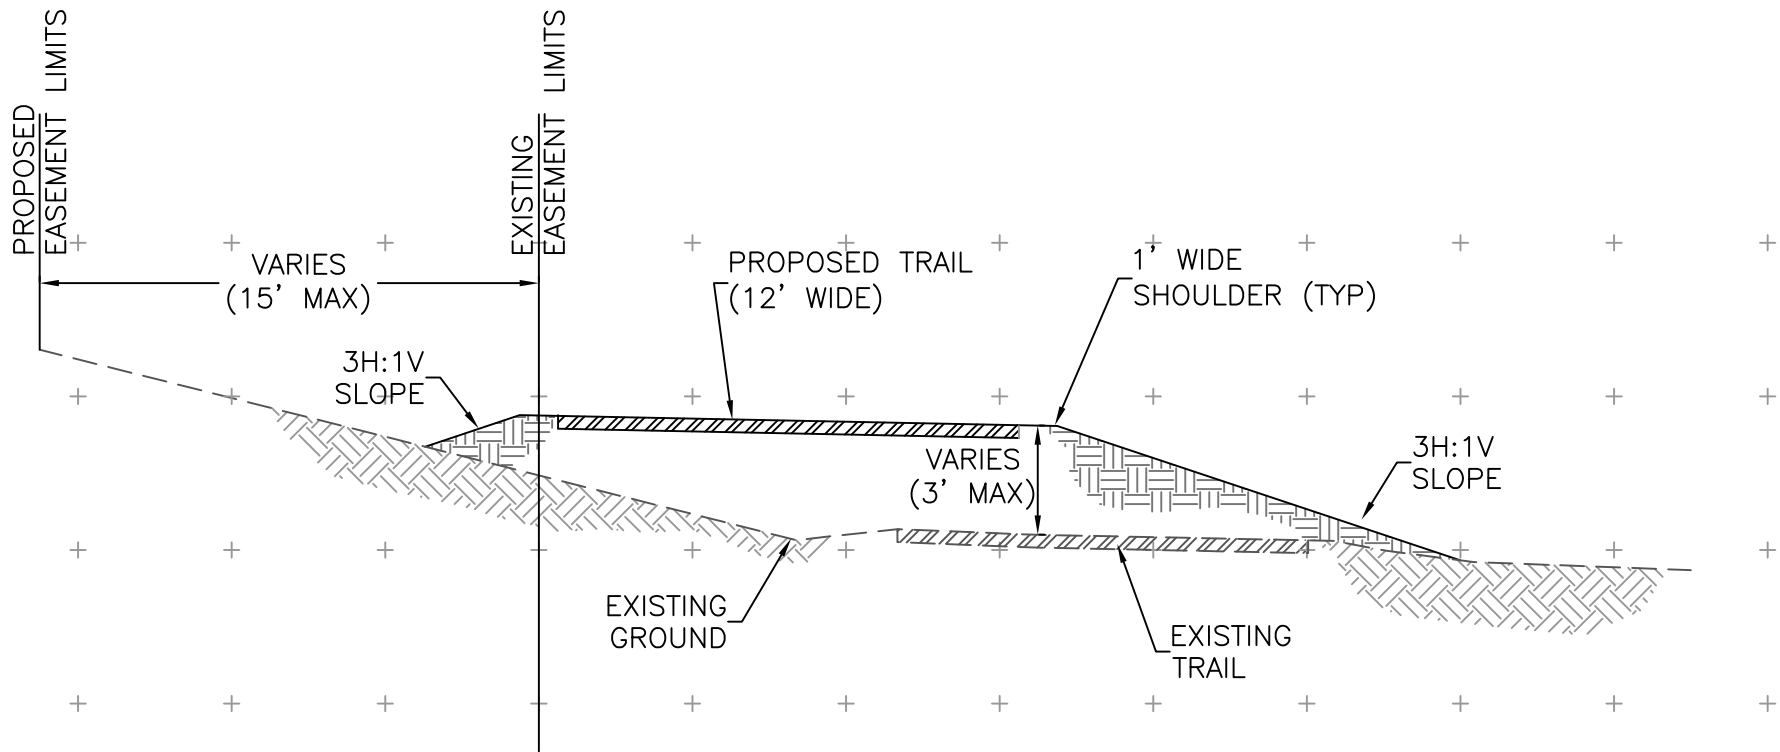 PROPOSED
EASEMENT LIMITS
EXISTING
EASEMENT LIMITS
VARIES
(15' MAX)
PROPOSED TRAIL
(12' WIDE)
1' WIDE
SHOULDER (TYP)
3H:1V
SLOPE
VARIES
(3' MAX)
3H:1V
SLOPE
EXISTING
GROUND
EXISTING
TRAIL